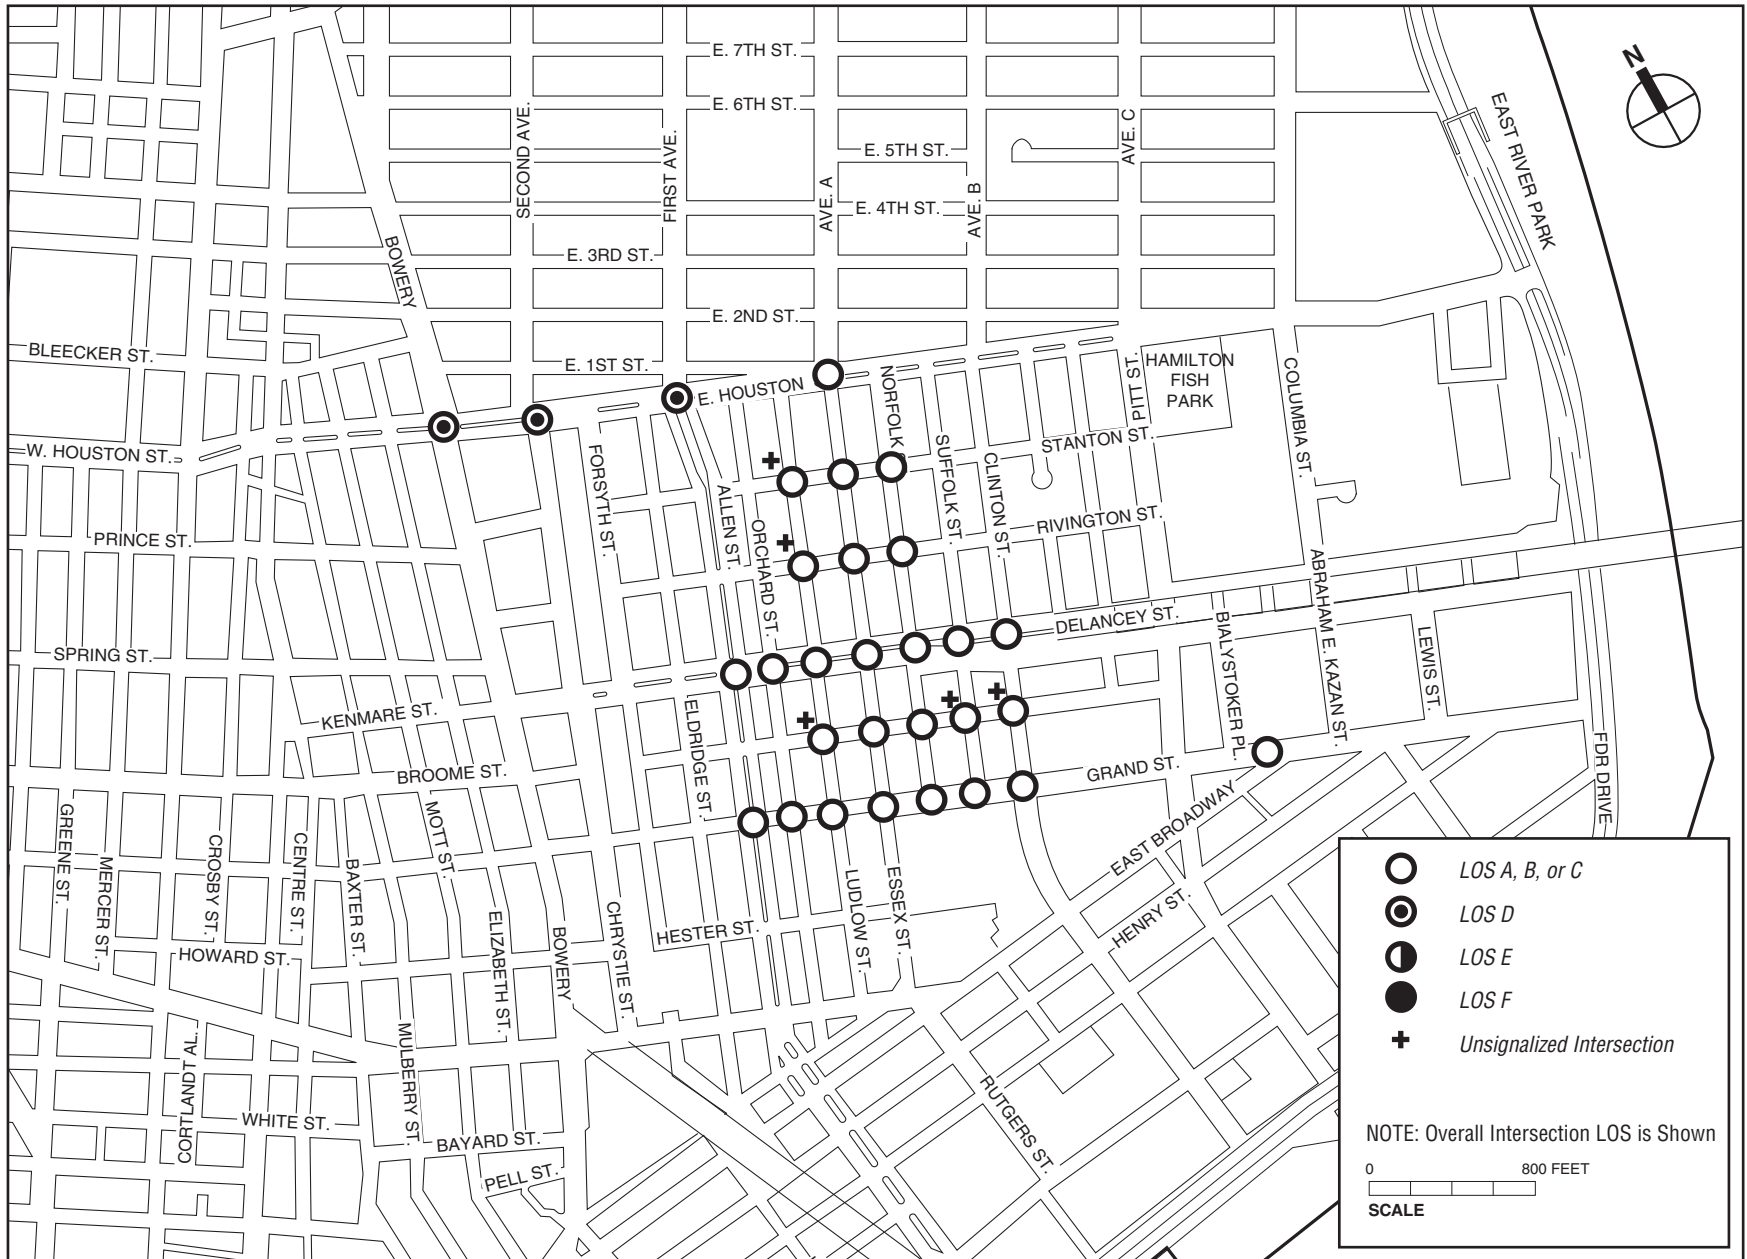 E. 7TH ST.
E. 6TH ST.
E. 5TH ST.
E. 4TH ST.
E. 3RD ST.
E. 2ND ST.
E. 1ST ST.
SECOND AVE.
FIRST AVE.
AVE. A
AVE. B
AVE. C
N
EAST RIVER PARK
BOWERY
BLEECKER ST.
W. HOUSTON ST.
E. HOUSTON
NORFOLK
PITT ST.
HAMILTON
FISH
PARK
COLUMBIA ST.
STANTON ST.
SUFFOLK ST.
CLINTON ST.
FORSYTH ST.
ALLEN ST.
ORCHARD ST.
RIVINGTON ST.
PRINCE ST.
SPRING ST.
DELANCEY ST.
BIALYSTOKER PL.
ABRAHAM E. KAZAN ST.
LEWIS ST.
FDR DRIVE
KENMARE ST.
ELDRIDGE ST.
BROOME ST.
GRAND ST.
EAST BROADWAY
HENRY ST.
GREENE ST.
MERCER ST.
CROSBY ST.
CENTRE ST.
BAXTER ST.
MOTT ST.
ELIZABETH ST.
BOWERY
CHRYSTIE ST.
HESTER ST.
LUDLOW ST.
ESSEX ST.
HOWARD ST.
CORTLANDT AL.
MULBERRY ST.
WHITE ST.
BAYARD ST.
PELL ST.
RUTGERS ST.
LOS A, B, or C
LOS D
LOS E
LOS F
Unsignalized Intersection
NOTE: Overall Intersection LOS is Shown
0 800 FEET
SCALE